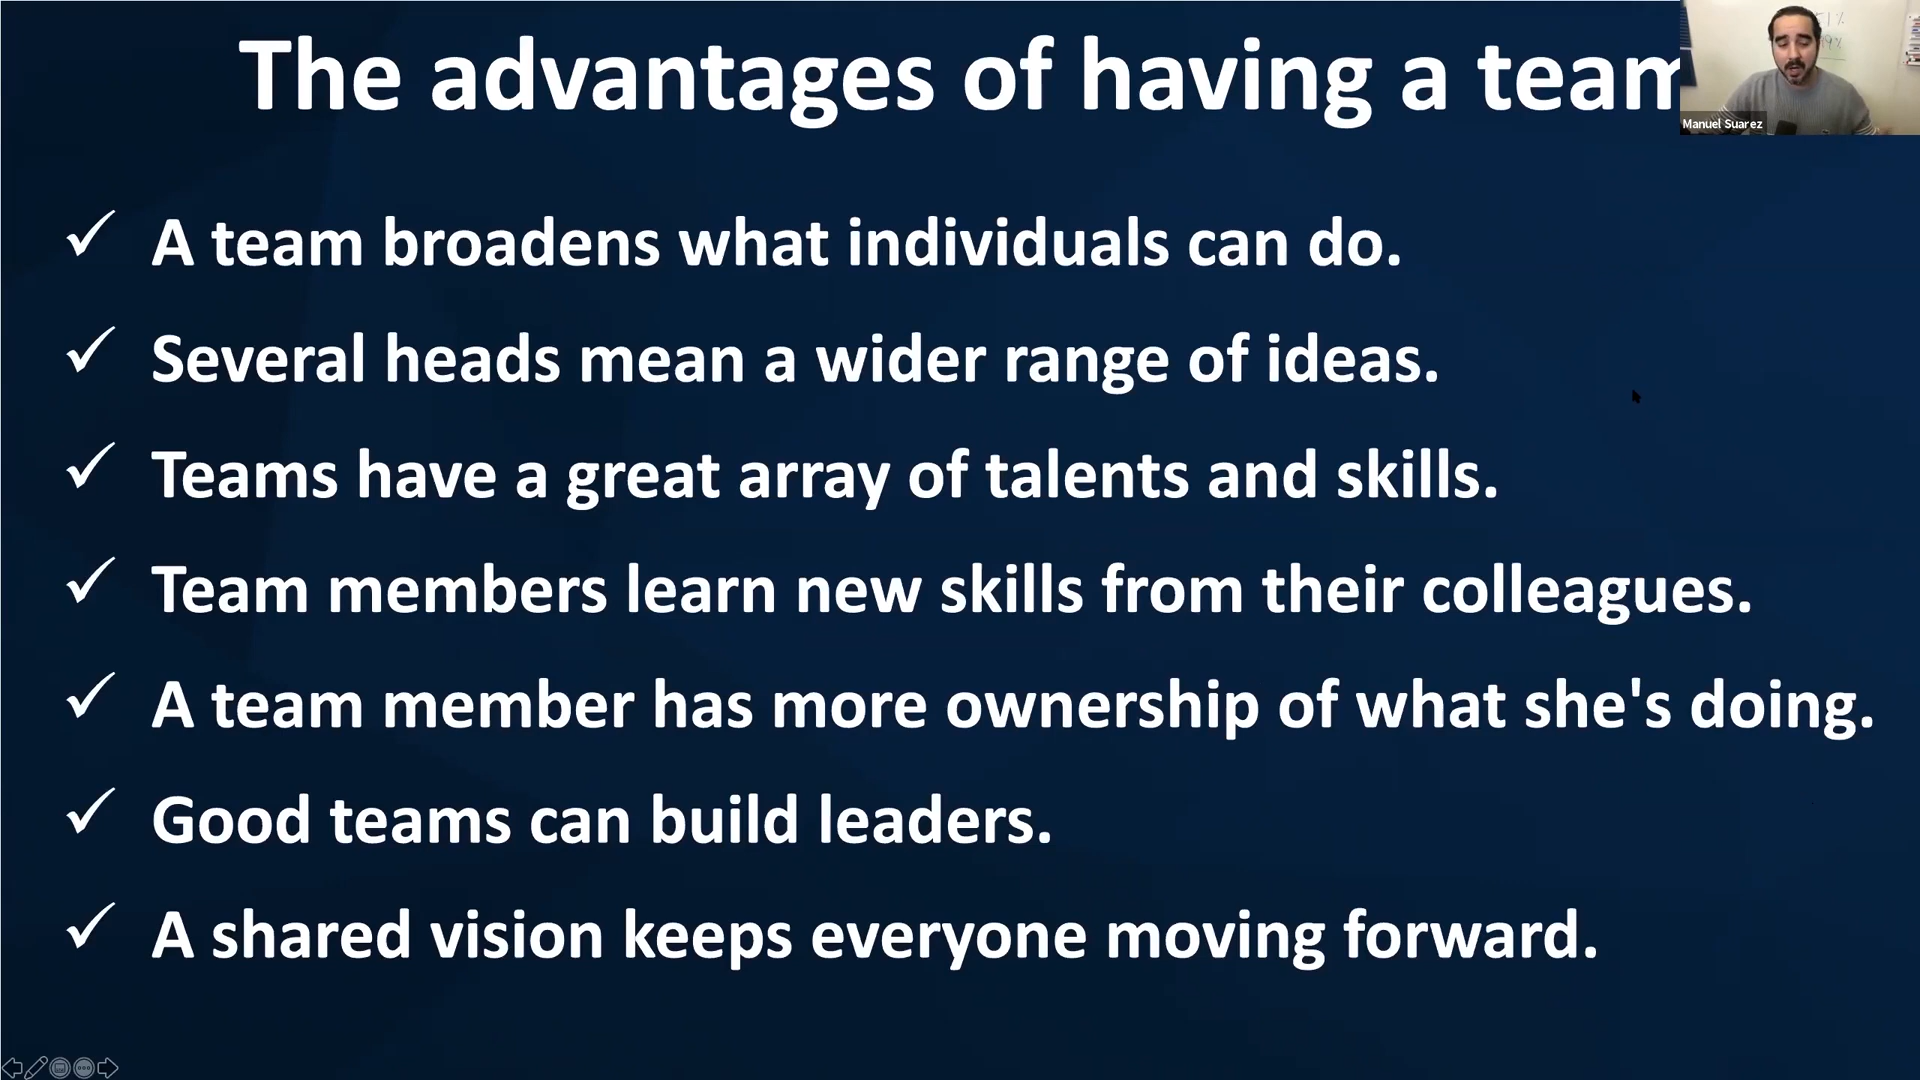 The advantages of having a team
Manuel Suarez
A team broadens what individuals can do.
Several heads mean a wider range of ideas.
Teams have a great array of talents and skills.
Team members learn new skills from their colleagues.
A team member has more ownership of what she's doing.
Good teams can build leaders.
A shared vision keeps everyone moving forward.